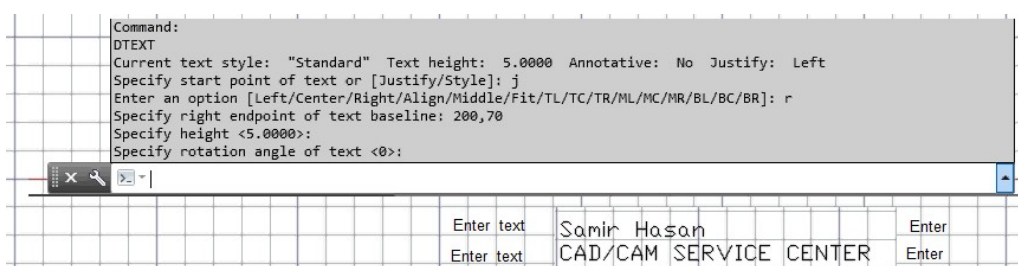 Command:
DTEXT
Current text style: "Standard" Text height: 5.0000 Annotative: No Justify: Left
Specify start point of text or [Justify/Style]: j
Enter an option [Left/Center/Right/Align/Middle/Fit/TL/TC/TR/ML/MC/MR/BL/BC/BR]: r
Specify right endpoint of text baseline: 200,70
Specify height <5.0000>:
Specify rotation angle of text <0>:
Enter text Samir Hasan Enter
Enter text CAD/CAM SERVICE CENTER Enter